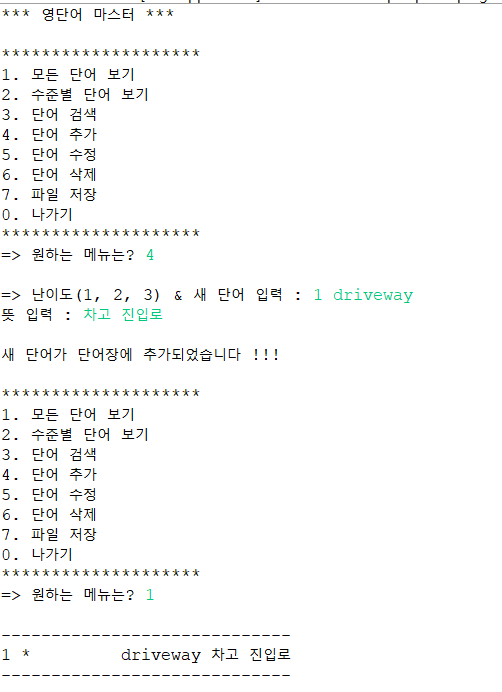 *** 영단어 마스터 ***
********************
1. 모든 단어 보기
2. 수준별 단어 보기
3. 단어 검색
4. 단어 추가
5. 단어 수정
6. 단어 삭제
7. 파일 저장
0. 나가기
********************
=> 원하는 메뉴는? 4
=> 난이도(1, 2, 3) & 새 단어 입력 : 1 driveway
뜻 입력 : 차고 진입로
새 단어가 단어장에 추가되었습니다 !!!
********************
1. 모든 단어 보기
2. 수준별 단어 보기
3. 단어 검색
4. 단어 추가
5. 단어 수정
6. 단어 삭제
7. 파일 저장
0. 나가기
********************
=> 원하는 메뉴는? 1
-----------------------------
1 *         driveway 차고 진입로
-----------------------------